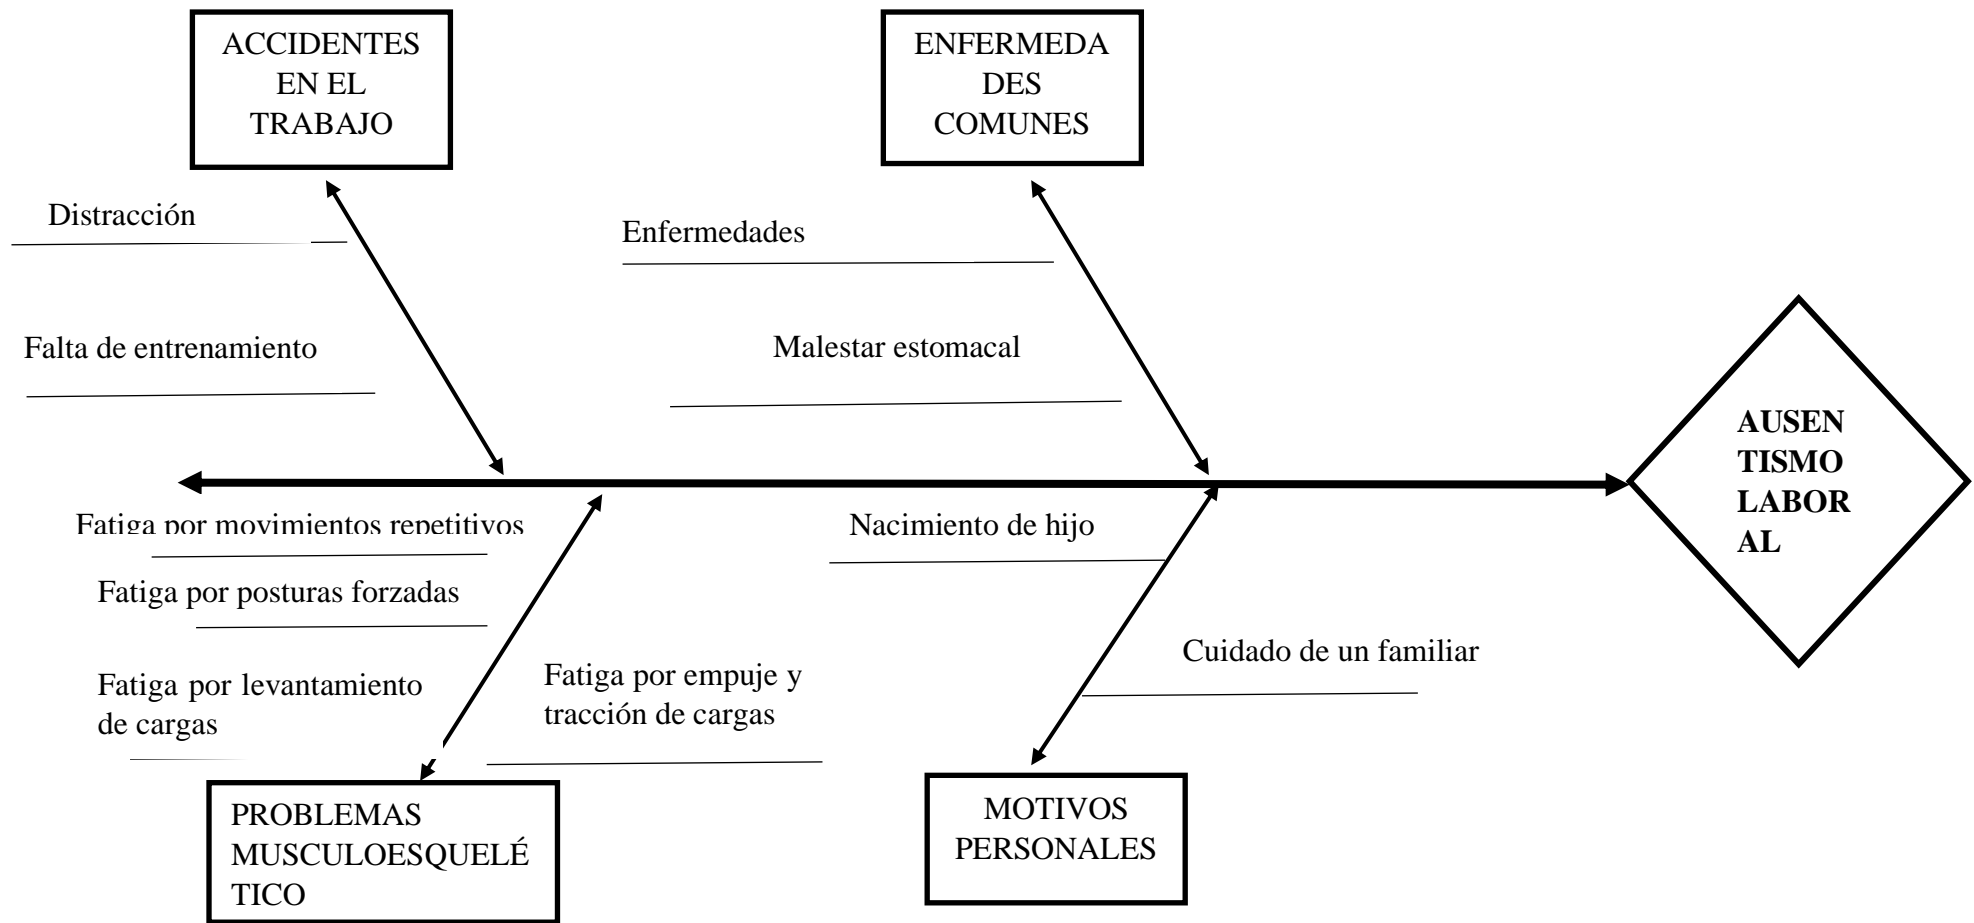 ACCIDENTES
EN EL
TRABAJO
ENFERMEDA
DES
COMUNES
Distracción
Enfermedades
Falta de entrenamiento
Malestar estomacal
AUSEN
TISMO
LABOR
AL
Fatiga por movimientos repetitivos
Nacimiento de hijo
Fatiga por posturas forzadas
Cuidado de un familiar
Fatiga por levantamiento
de cargas
Fatiga por empuje y
tracción de cargas
PROBLEMAS
MUSCULOESQUELÉ
TICO
MOTIVOS
PERSONALES